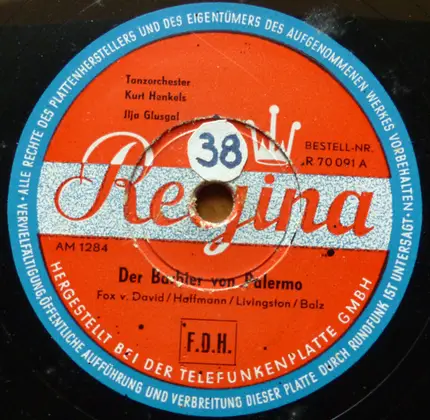 ALLE RECHTE DES PLATTENHERSTELLERS UND DES EIGENTÜMERS DES AUFGENOMMENEN WERKES VORBEHALTEN · VERVIELFÄLTIGUNG, ÖFFENTLICHE AUFFÜHRUNG UND VERBREITUNG DIESER PLATTE DURCH RUNDFUNK IST UNTERSAGT ·
Tanzorchester
Kurt Henkels
Ilja Glusgal
38
BESTELL-NR.
R 70 091 A
Regina
AM 1284
Der Barbier von Palermo
Fox v. David / Hoffmann / Livingston / Balz
F.D.H.
HERGESTELLT BEI DER TELEFUNKENPLATTE GMBH